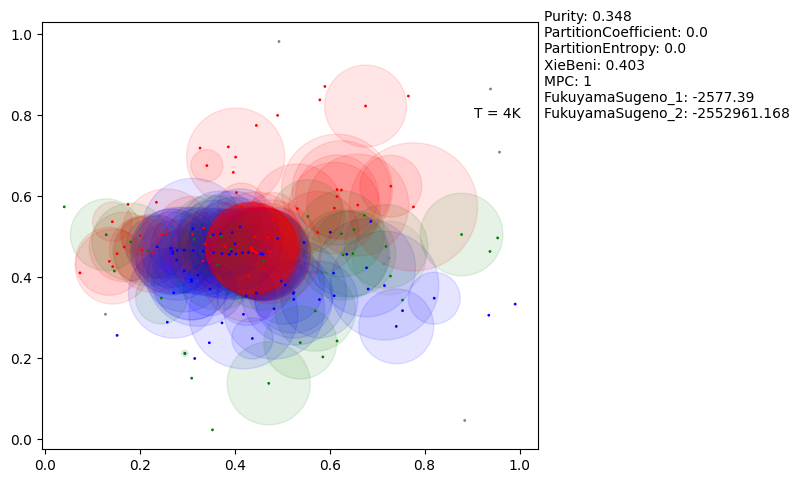 Purity: 0.348
PartitionCoefficient: 0.0
PartitionEntropy: 0.0
XieBeni: 0.403
MPC: 1
FukuyamaSugeno_1: -2577.39
FukuyamaSugeno_2: -2552961.168
T = 4K
1.0
0.8
0.6
0.4
0.2
0.0
0.0 0.2 0.4 0.6 0.8 1.0